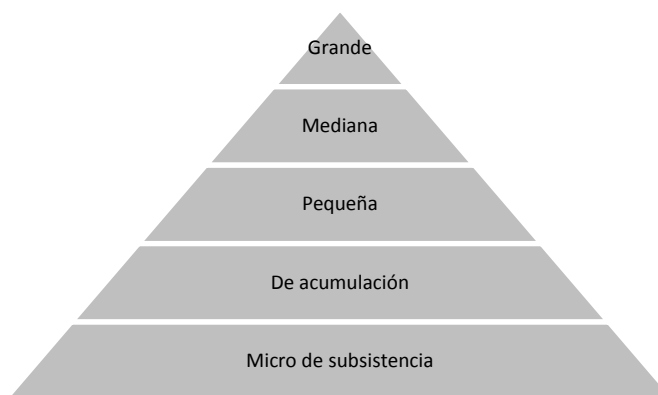 Grande
Mediana
Pequeña
De acumulación
Micro de subsistencia